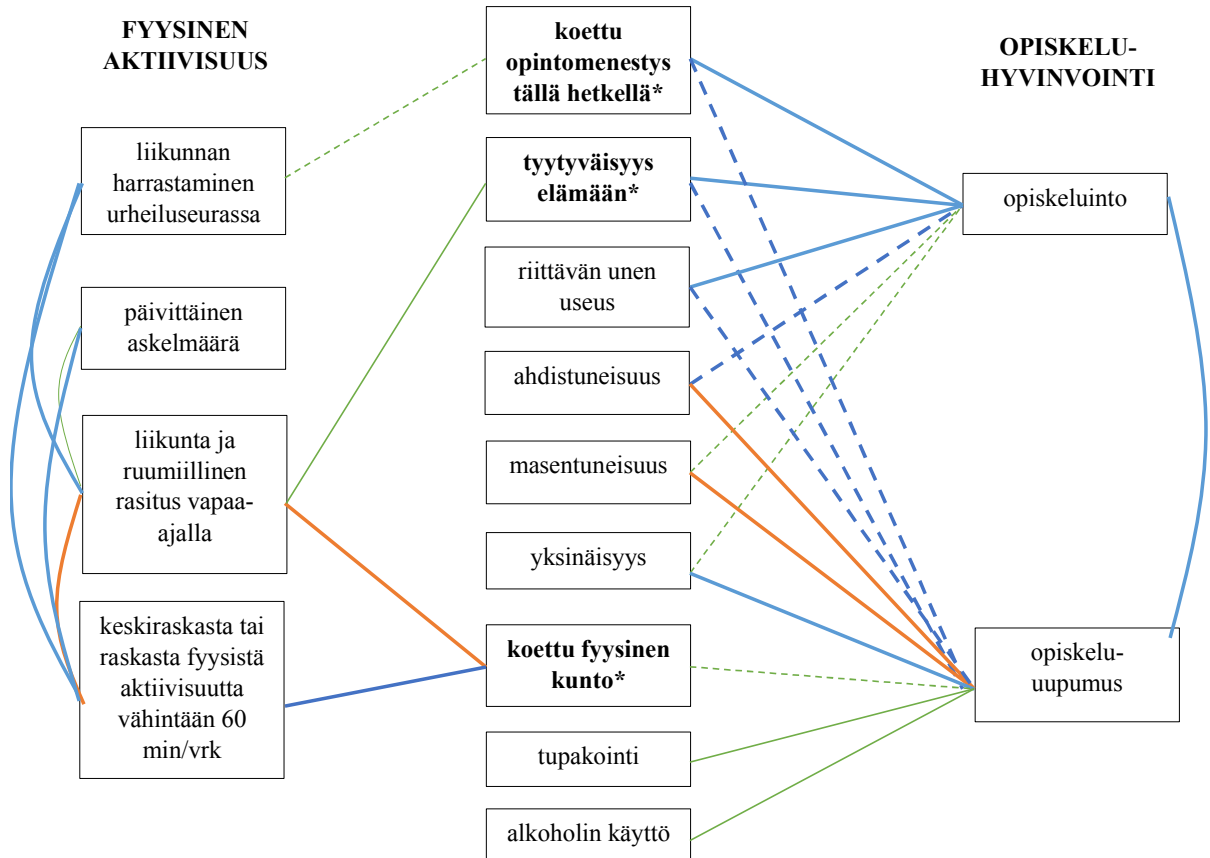 FYYSINEN
AKTIIVISUUS
liikunnan
harrastaminen
urheiluseurassa
päivittäinen
askelmäärä
liikunta ja
ruumiillinen
rasitus vapaa-
ajalla
keskiraskasta tai
raskasta fyysistä
aktiivisuutta
vähintään 60
min/vrk
koettu
opintomenestys
tällä hetkellä*
tyytyväisyys
elämään*
riittävän unen
useus
ahdistuneisuus
masentuneisuus
yksinäisyys
koettu fyysinen
kunto*
tupakointi
alkoholin käyttö
OPISKELU-
HYVINVOINTI
opiskeluinto
opiskelu-
uupumus